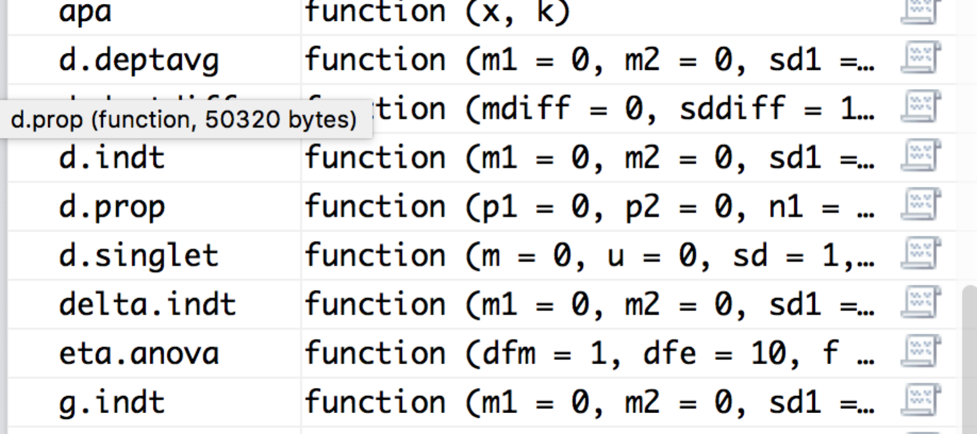 apa function (x, k)
d.deptavg function (m1 = 0, m2 = 0, sd1 =…
d.prop (function, 50320 bytes)
(mdiff = 0, sddiff = 1…
d.indt function (m1 = 0, m2 = 0, sd1 =…
d.prop function (p1 = 0, p2 = 0, n1 = …
d.singlet function (m = 0, u = 0, sd = 1,…
delta.indt function (m1 = 0, m2 = 0, sd1 =…
eta.anova function (dfm = 1, dfe = 10, f …
g.indt function (m1 = 0, m2 = 0, sd1 =…